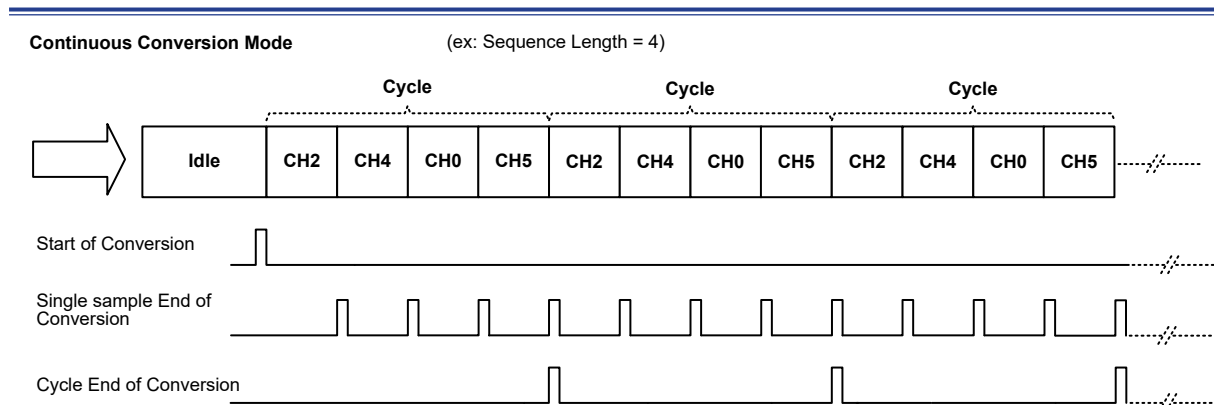 Continuous Conversion Mode (ex: Sequence Length = 4)
Cycle Cycle Cycle
Idle CH2 CH4 CH0 CH5 CH2 CH4 CH0 CH5 CH2 CH4 CH0 CH5
Start of Conversion
Single sample End of
Conversion
Cycle End of Conversion